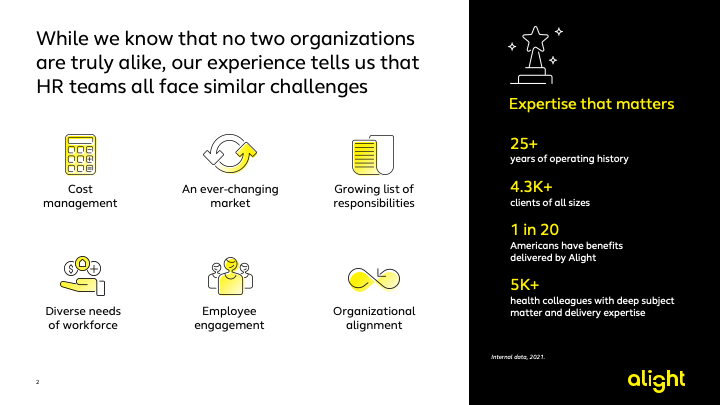 While we know that no two organizations
are truly alike, our experience tells us that
HR teams all face similar challenges
Cost
management
An ever-changing
market
Growing list of
responsibilities
Diverse needs
of workforce
Employee
engagement
Organizational
alignment
2
Expertise that matters
25+
years of operating history
4.3K+
clients of all sizes
1 in 20
Americans have benefits
delivered by Alight
5K+
health colleagues with deep subject
matter and delivery expertise
Internal data, 2021.
alight